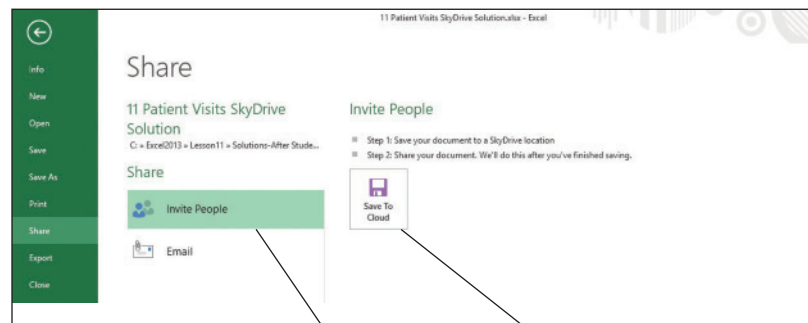 11 Patient Visits SkyDrive Solution.xlsx - Excel
Info
New
Open
Save
Save As
Print
Share
Export
Close
Share
11 Patient Visits SkyDrive
Solution
C: » Excel2013 » Lesson11 » Solutions-After Stude...
Share
Invite People
Email
Invite People
Step 1: Save your document to a SkyDrive location
Step 2: Share your document. We'll do this after you've finished saving.
Save To
Cloud